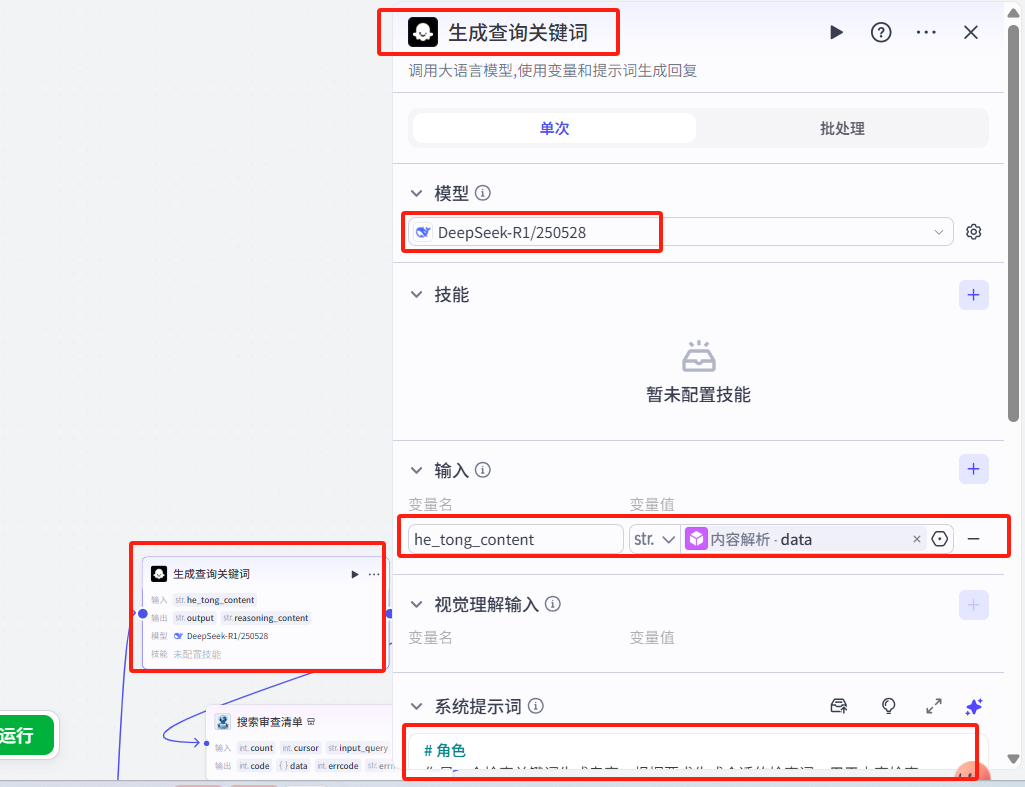 生成查询关键词
调用大语言模型,使用变量和提示词生成回复
单次 批处理
模型
DeepSeek-R1/250528
技能
暂未配置技能
输入
变量名 变量值
he_tong_content str. 内容解析 · data
视觉理解输入
变量名 变量值
系统提示词
# 角色
生成查询关键词
输入 str. he_tong_content
输出 str. output str. reasoning_content
模型 DeepSeek-R1/250528
技能 未配置技能
搜索审查清单
输入 int. count int. cursor str. input_query
输出 int. code {} data int. errcode str.
运行